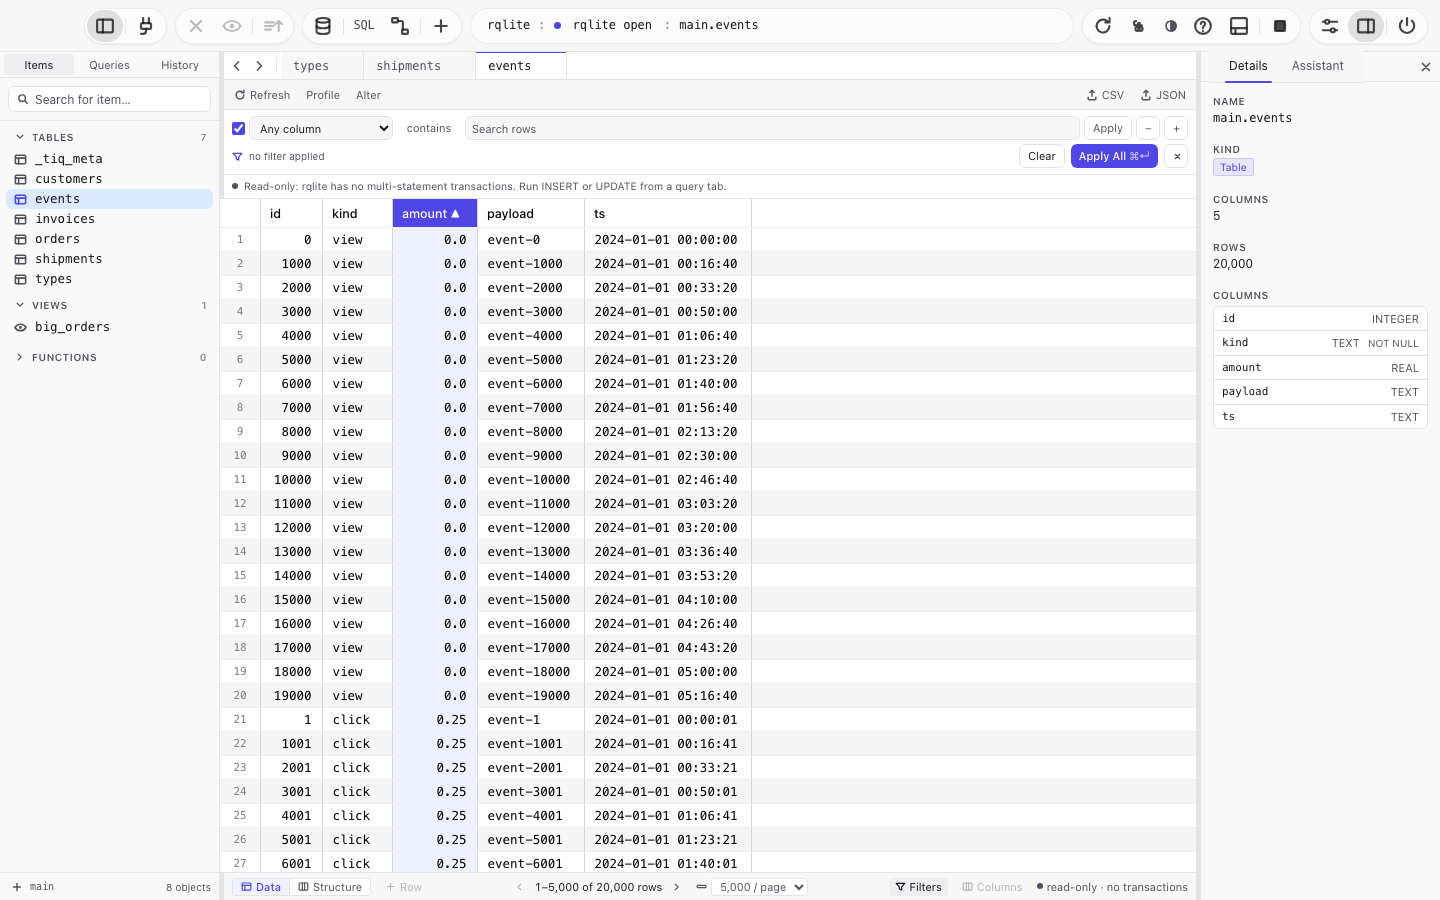 SQL
rqlite : ● rqlite open : main.events
Items Queries History
Search for item...
TABLES 7
_tiq_meta
customers
events
invoices
orders
shipments
types
VIEWS 1
big_orders
FUNCTIONS 0
+ main 8 objects
types shipments events
Refresh Profile Alter CSV JSON
Any column contains Search rows Apply − +
no filter applied Clear Apply All ⌘↩ ×
● Read-only: rqlite has no multi-statement transactions. Run INSERT or UPDATE from a query tab.
id kind amount ▲ payload ts
1 0 view 0.0 event-0 2024-01-01 00:00:00
2 1000 view 0.0 event-1000 2024-01-01 00:16:40
3 2000 view 0.0 event-2000 2024-01-01 00:33:20
4 3000 view 0.0 event-3000 2024-01-01 00:50:00
5 4000 view 0.0 event-4000 2024-01-01 01:06:40
6 5000 view 0.0 event-5000 2024-01-01 01:23:20
7 6000 view 0.0 event-6000 2024-01-01 01:40:00
8 7000 view 0.0 event-7000 2024-01-01 01:56:40
9 8000 view 0.0 event-8000 2024-01-01 02:13:20
10 9000 view 0.0 event-9000 2024-01-01 02:30:00
11 10000 view 0.0 event-10000 2024-01-01 02:46:40
12 11000 view 0.0 event-11000 2024-01-01 03:03:20
13 12000 view 0.0 event-12000 2024-01-01 03:20:00
14 13000 view 0.0 event-13000 2024-01-01 03:36:40
15 14000 view 0.0 event-14000 2024-01-01 03:53:20
16 15000 view 0.0 event-15000 2024-01-01 04:10:00
17 16000 view 0.0 event-16000 2024-01-01 04:26:40
18 17000 view 0.0 event-17000 2024-01-01 04:43:20
19 18000 view 0.0 event-18000 2024-01-01 05:00:00
20 19000 view 0.0 event-19000 2024-01-01 05:16:40
21 1 click 0.25 event-1 2024-01-01 00:00:01
22 1001 click 0.25 event-1001 2024-01-01 00:16:41
23 2001 click 0.25 event-2001 2024-01-01 00:33:21
24 3001 click 0.25 event-3001 2024-01-01 00:50:01
25 4001 click 0.25 event-4001 2024-01-01 01:06:41
26 5001 click 0.25 event-5001 2024-01-01 01:23:21
27 6001 click 0.25 event-6001 2024-01-01 01:40:01
Data Structure + Row 1–5,000 of 20,000 rows 5,000 / page Filters Columns ● read-only · no transactions
Details Assistant
NAME
main.events
KIND
Table
COLUMNS
5
ROWS
20,000
COLUMNS
id INTEGER
kind TEXT NOT NULL
amount REAL
payload TEXT
ts TEXT